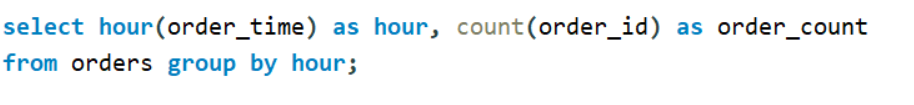 select hour(order_time) as hour, count(order_id) as order_count
from orders group by hour;